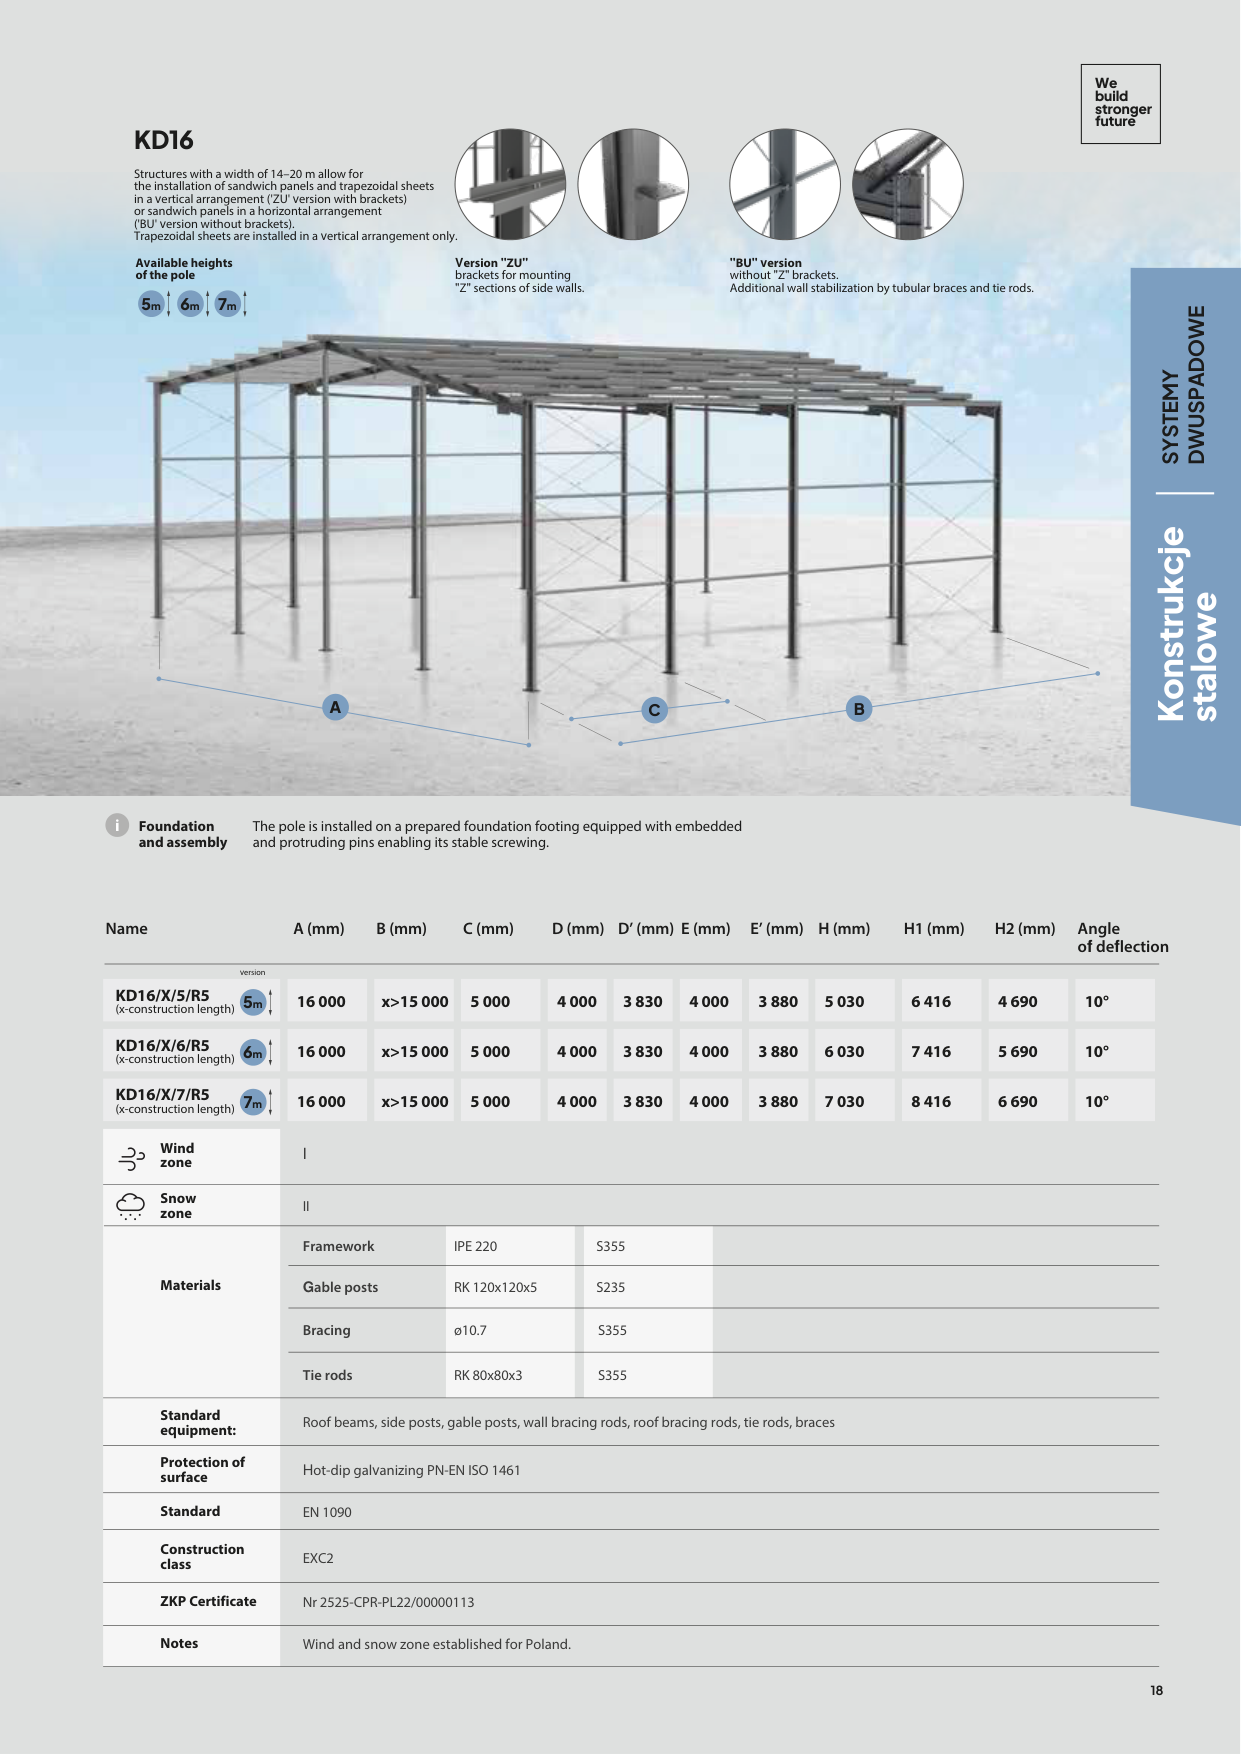 We
build
stronger
future
KD16
Structures with a width of 14–20 m allow for
the installation of sandwich panels and trapezoidal sheets
in a vertical arrangement ('ZU' version with brackets)
or sandwich panels in a horizontal arrangement
('BU' version without brackets).
Trapezoidal sheets are installed in a vertical arrangement only.
Available heights
of the pole
5m 6m 7m
Version "ZU"
brackets for mounting
"Z" sections of side walls.
"BU" version
without "Z" brackets.
Additional wall stabilization by tubular braces and tie rods.
SYSTEMY
DWUSPADOWE
Konstrukcje
stalowe
A
C
B
i
Foundation
and assembly
The pole is installed on a prepared foundation footing equipped with embedded
and protruding pins enabling its stable screwing.
Name A (mm) B (mm) C (mm) D (mm) D’ (mm) E (mm) E’ (mm) H (mm) H1 (mm) H2 (mm) Angle
of deflection
version
KD16/X/5/R5
(x-construction length) 5m 16 000 x>15 000 5 000 4 000 3 830 4 000 3 880 5 030 6 416 4 690 10°
KD16/X/6/R5
(x-construction length) 6m 16 000 x>15 000 5 000 4 000 3 830 4 000 3 880 6 030 7 416 5 690 10°
KD16/X/7/R5
(x-construction length) 7m 16 000 x>15 000 5 000 4 000 3 830 4 000 3 880 7 030 8 416 6 690 10°
Wind
zone
I
Snow
zone
II
Materials
Framework IPE 220 S355
Gable posts RK 120x120x5 S235
Bracing ø10.7 S355
Tie rods RK 80x80x3 S355
Standard
equipment:
Roof beams, side posts, gable posts, wall bracing rods, roof bracing rods, tie rods, braces
Protection of
surface
Hot-dip galvanizing PN-EN ISO 1461
Standard EN 1090
Construction
class
EXC2
ZKP Certificate Nr 2525-CPR-PL22/00000113
Notes Wind and snow zone established for Poland.
18